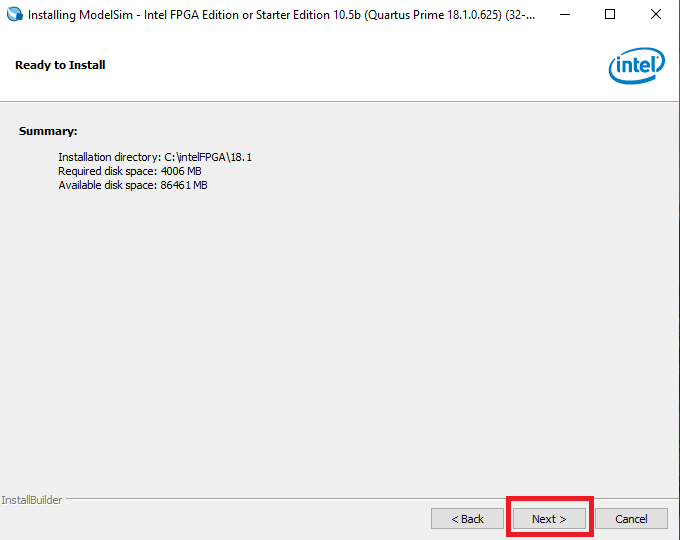 Installing ModelSim - Intel FPGA Edition or Starter Edition 10.5b (Quartus Prime 18.1.0.625) (32-...
Ready to Install
intel
Summary:
Installation directory: C:\intelFPGA\18.1
Required disk space: 4006 MB
Available disk space: 86461 MB
InstallBuilder
< Back
Next >
Cancel